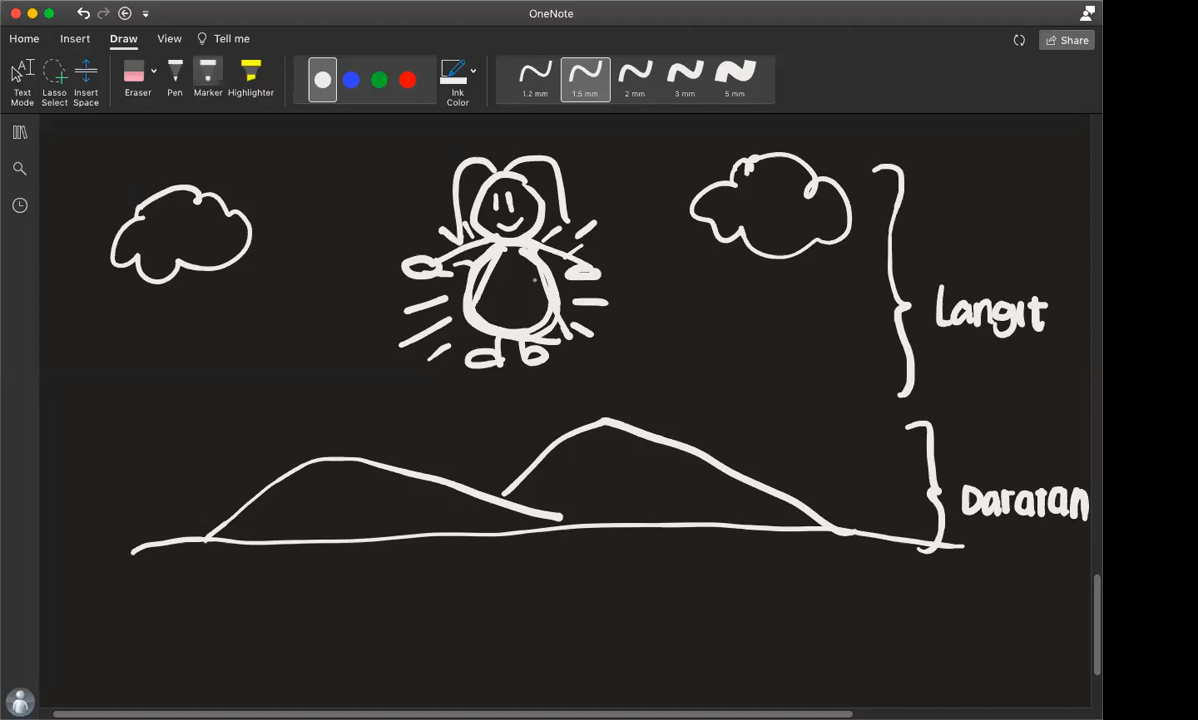 OneNote
Home Insert Draw View Tell me
Share
Text Mode
Lasso Select
Insert Space
Eraser
Pen
Marker
Highlighter
Ink Color
1.2 mm
1.5 mm
2 mm
3 mm
5 mm
Langit
Daratan